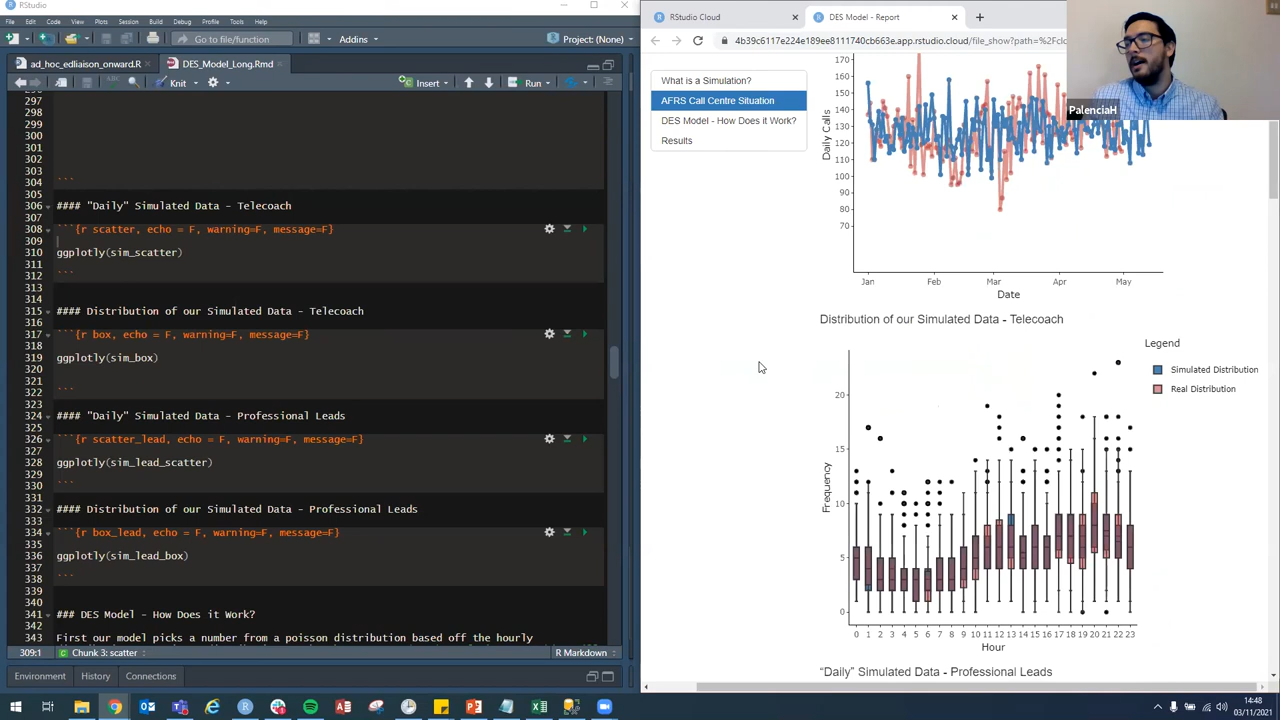 RStudio
File Edit Code View Plots Session Build Debug Profile Tools Help
Go to file/function
Addins
Project: (None)
ad_hoc_edliaison_onward.R
DES_Model_Long.Rmd
Knit
Insert
Run
297
298
299
300
301
302
303
304 ```
305
306 #### "Daily" Simulated Data - Telecoach
307
308 ```{r scatter, echo = F, warning=F, message=F}
309
310 ggplotly(sim_scatter)
311
312 ```
313
314
315 #### Distribution of our Simulated Data - Telecoach
316
317 ```{r box, echo = F, warning=F, message=F}
318
319 ggplotly(sim_box)
320
321
322 ```
323
324 #### "Daily" Simulated Data - Professional Leads
325
326 ```{r scatter_lead, echo = F, warning=F, message=F}
327
328 ggplotly(sim_lead_scatter)
329
330 ```
331
332 #### Distribution of our Simulated Data - Professional Leads
333
334 ```{r box_lead, echo = F, warning=F, message=F}
335
336 ggplotly(sim_lead_box)
337
338 ```
339
340
341 ### DES Model - How Does it Work?
342
343 First our model picks a number from a poisson distribution based off the hourly
309:1
Chunk 3: scatter
R Markdown
Console
Terminal
Jobs
Environment
History
Connections
RStudio Cloud
DES Model - Report
4b39c6117e224e189ee8111740cb663e.app.rstudio.cloud/file_show?path=%2Fclo
What is a Simulation?
AFRS Call Centre Situation
DES Model - How Does it Work?
Results
PalenciaH
Daily Calls
170
160
150
140
130
120
110
100
90
80
70
Jan Feb Mar Apr May
Date
Distribution of our Simulated Data - Telecoach
Legend
Simulated Distribution
Real Distribution
Frequency
20
15
10
5
0
0 1 2 3 4 5 6 7 8 9 10 11 12 13 14 15 16 17 18 19 20 21 22 23
Hour
“Daily” Simulated Data - Professional Leads
14:48
03/11/2021